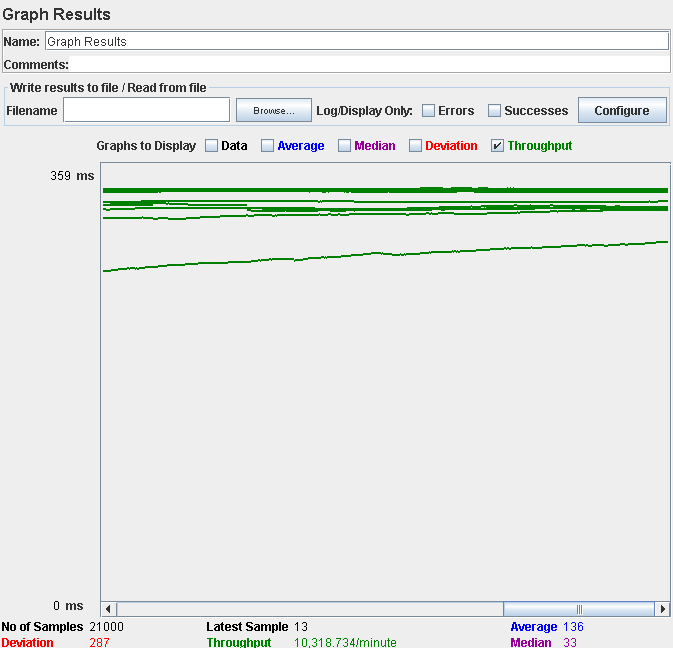 Graph Results
Name: Graph Results
Comments:
Write results to file / Read from file
Filename Browse... Log/Display Only: Errors Successes Configure
Graphs to Display Data Average Median Deviation Throughput
359 ms
0 ms
No of Samples 21000 Latest Sample 13 Average 136
Deviation 287 Throughput 10,318.734/minute Median 33